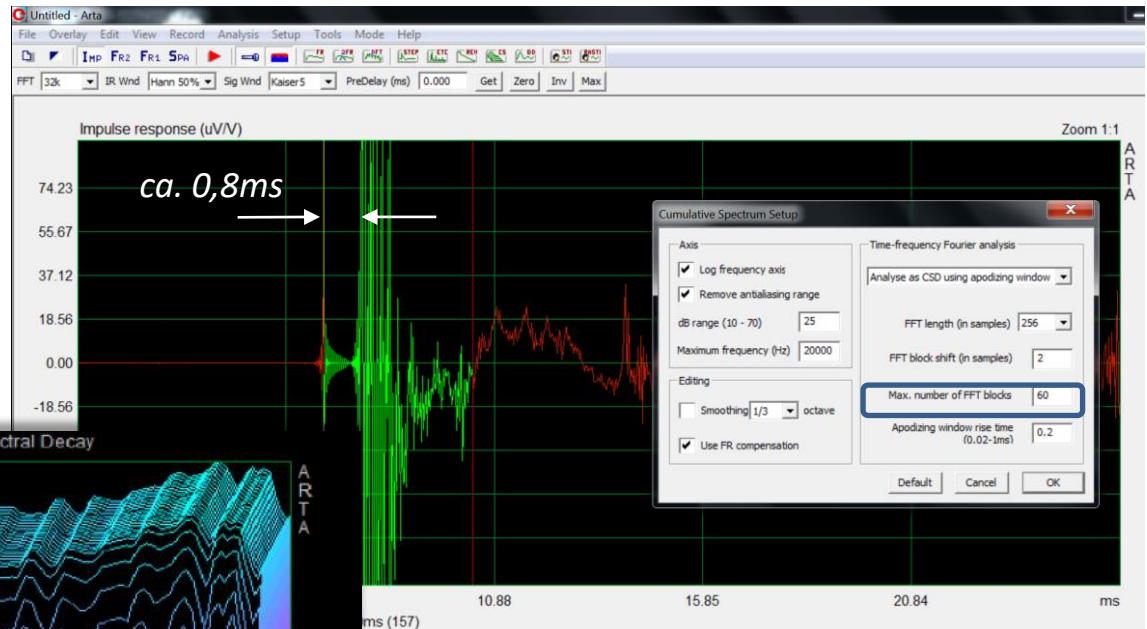 Untitled - Arta
File Overlay Edit View Record Analysis Setup Tools Mode Help
IMP FR2 FR1 SPA
FFT 32k IR Wnd Hann 50% Sig Wnd Kaiser5 PreDelay (ms) 0.000 Get Zero Inv Max
Impulse response (uV/V) Zoom 1:1
A
R
T
A
ca. 0,8ms
74.23
55.67
37.12
18.56
0.00
-18.56
Cumulative Spectrum Setup
Axis
Log frequency axis
Remove antialiasing range
dB range (10 - 70) 25
Maximum frequency (Hz) 20000
Editing
Smoothing 1/3 octave
Use FR compensation
Time-frequency Fourier analysis
Analyse as CSD using apodizing window
FFT length (in samples) 256
FFT block shift (in samples) 2
Max. number of FFT blocks 60
Apodizing window rise time
(0.02-1ms) 0.2
Default Cancel OK
ctral Decay
A
R
T
A
10.88 15.85 20.84 ms
ms (157)